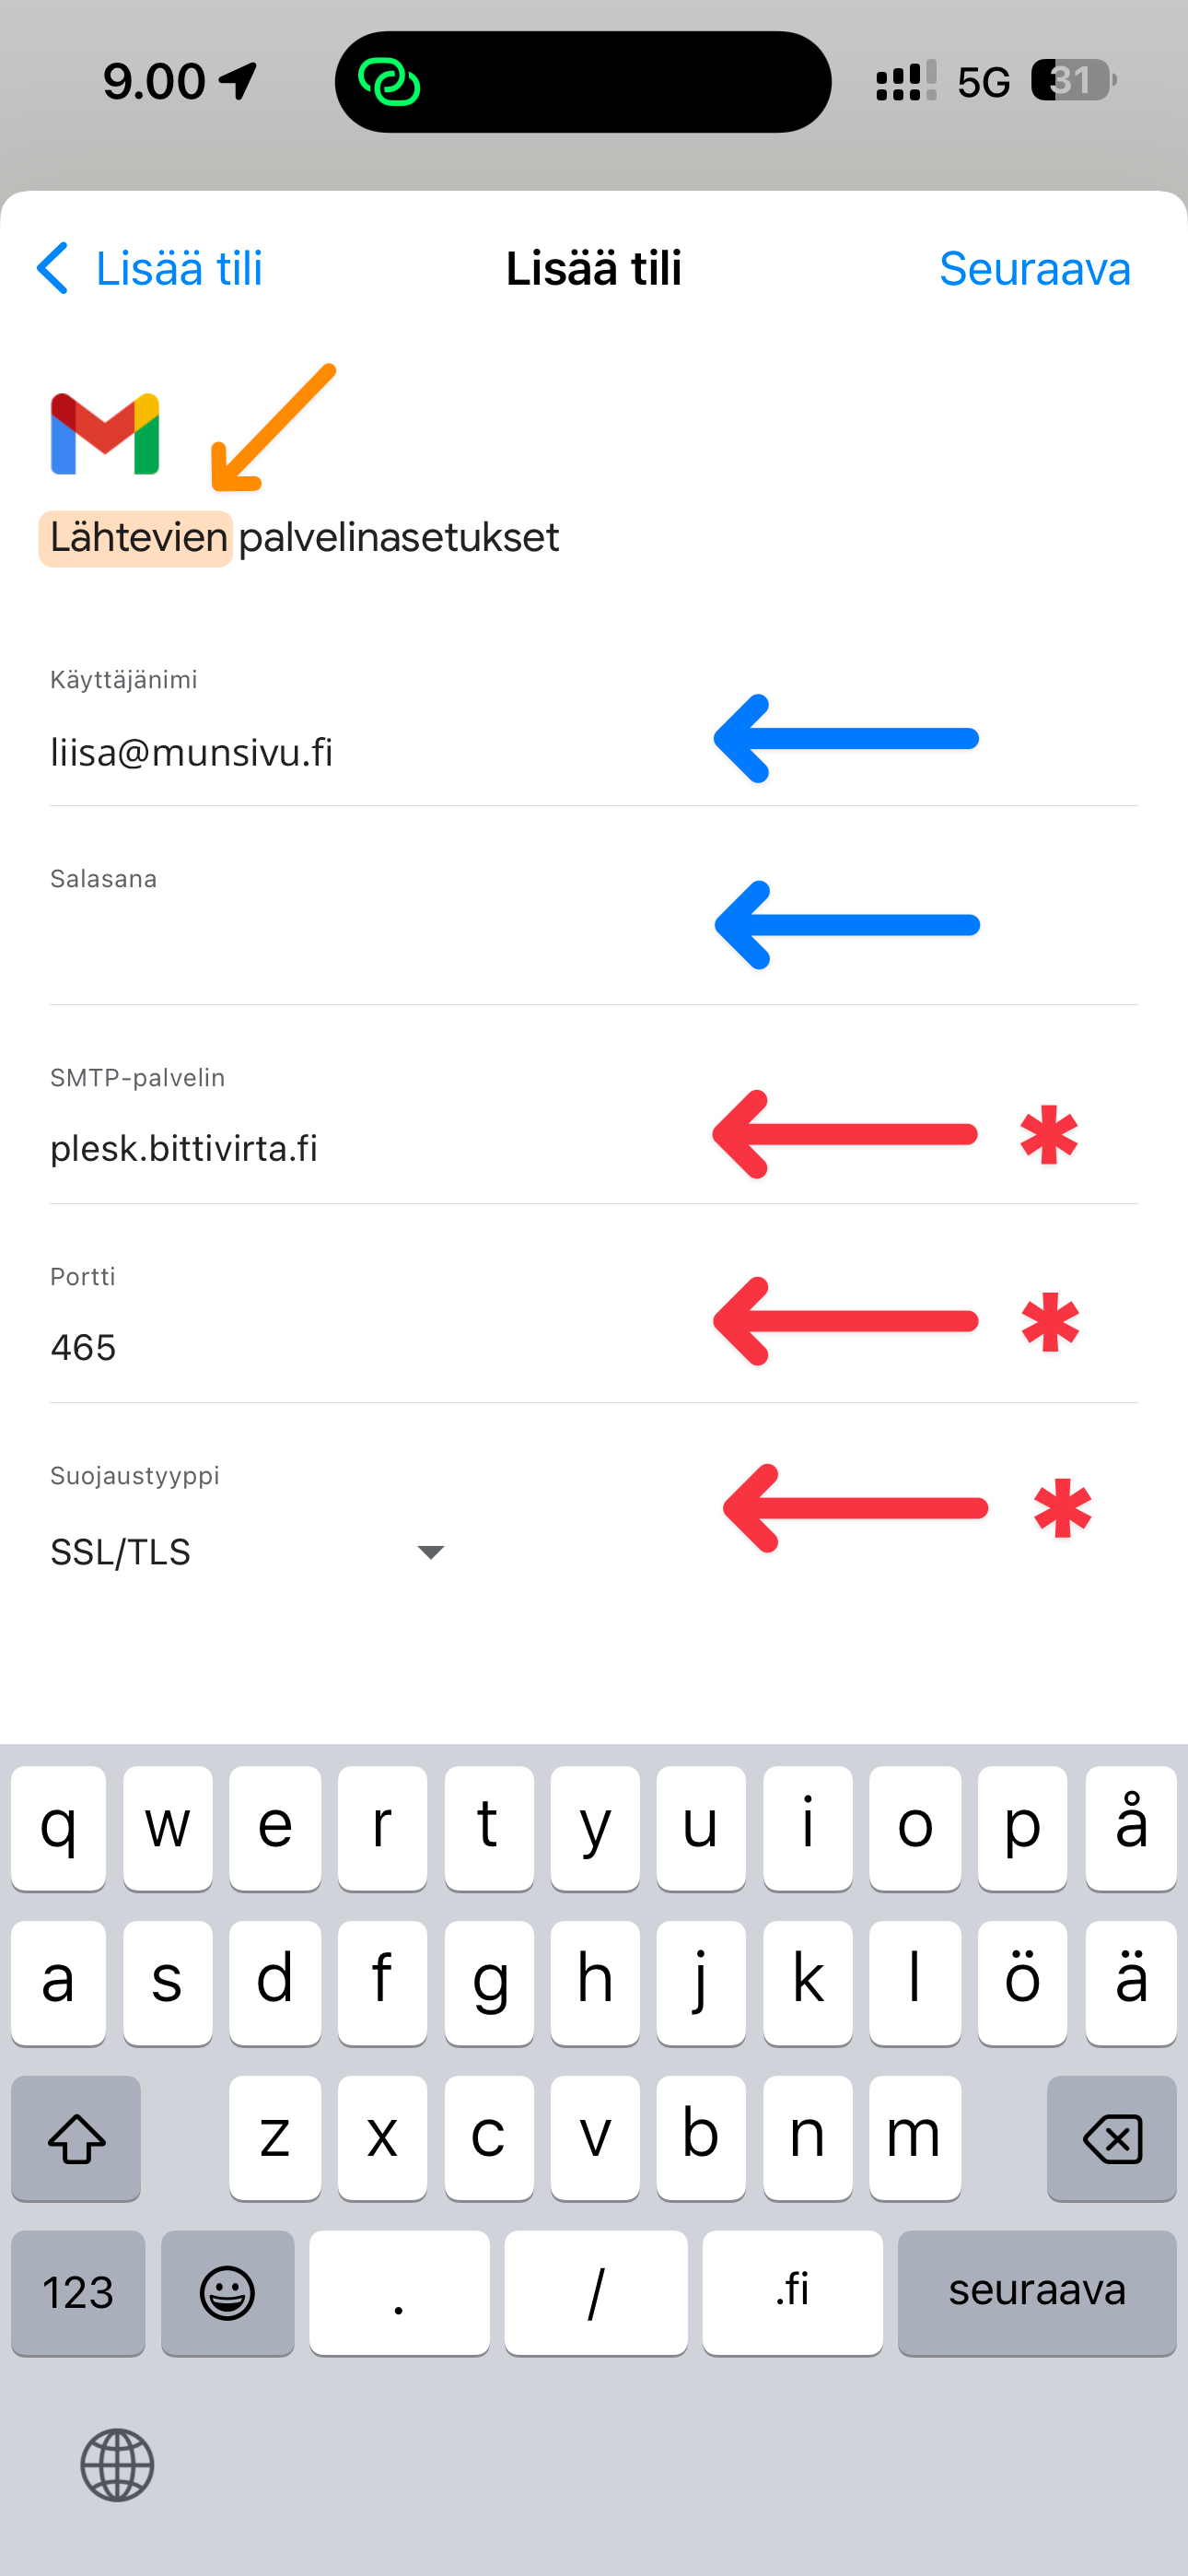 9.00 5G 31
Lisää tili Lisää tili Seuraava
Lähtevien palvelinasetukset
Käyttäjänimi
liisa@munsivu.fi
Salasana
SMTP-palvelin
plesk.bittivirta.fi
*
Portti
465
*
Suojaustyyppi
SSL/TLS
*
q w e r t y u i o p å
a s d f g h j k l ö ä
z x c v b n m
123 . / .fi seuraava